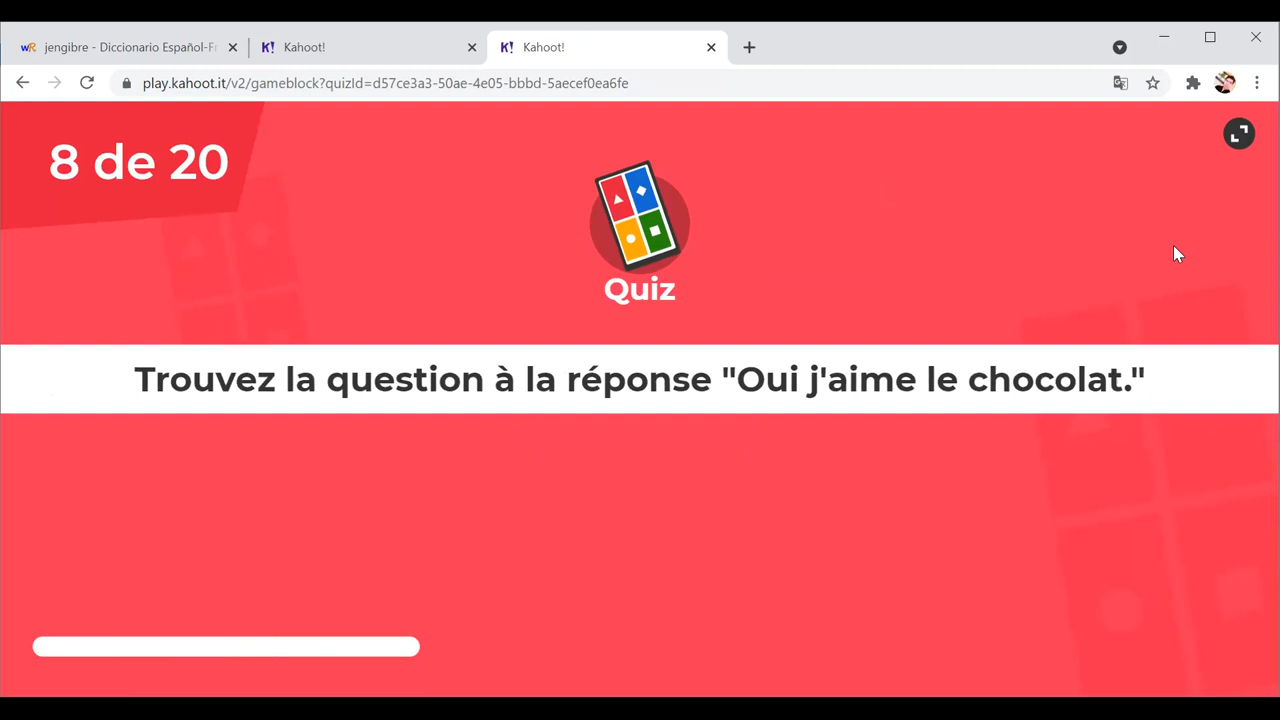 jengibre - Diccionario Español-Fr
Kahoot!
Kahoot!
play.kahoot.it/v2/gameblock?quizId=d57ce3a3-50ae-4e05-bbbd-5aecef0ea6fe
8 de 20
Quiz
Trouvez la question à la réponse "Oui j'aime le chocolat."